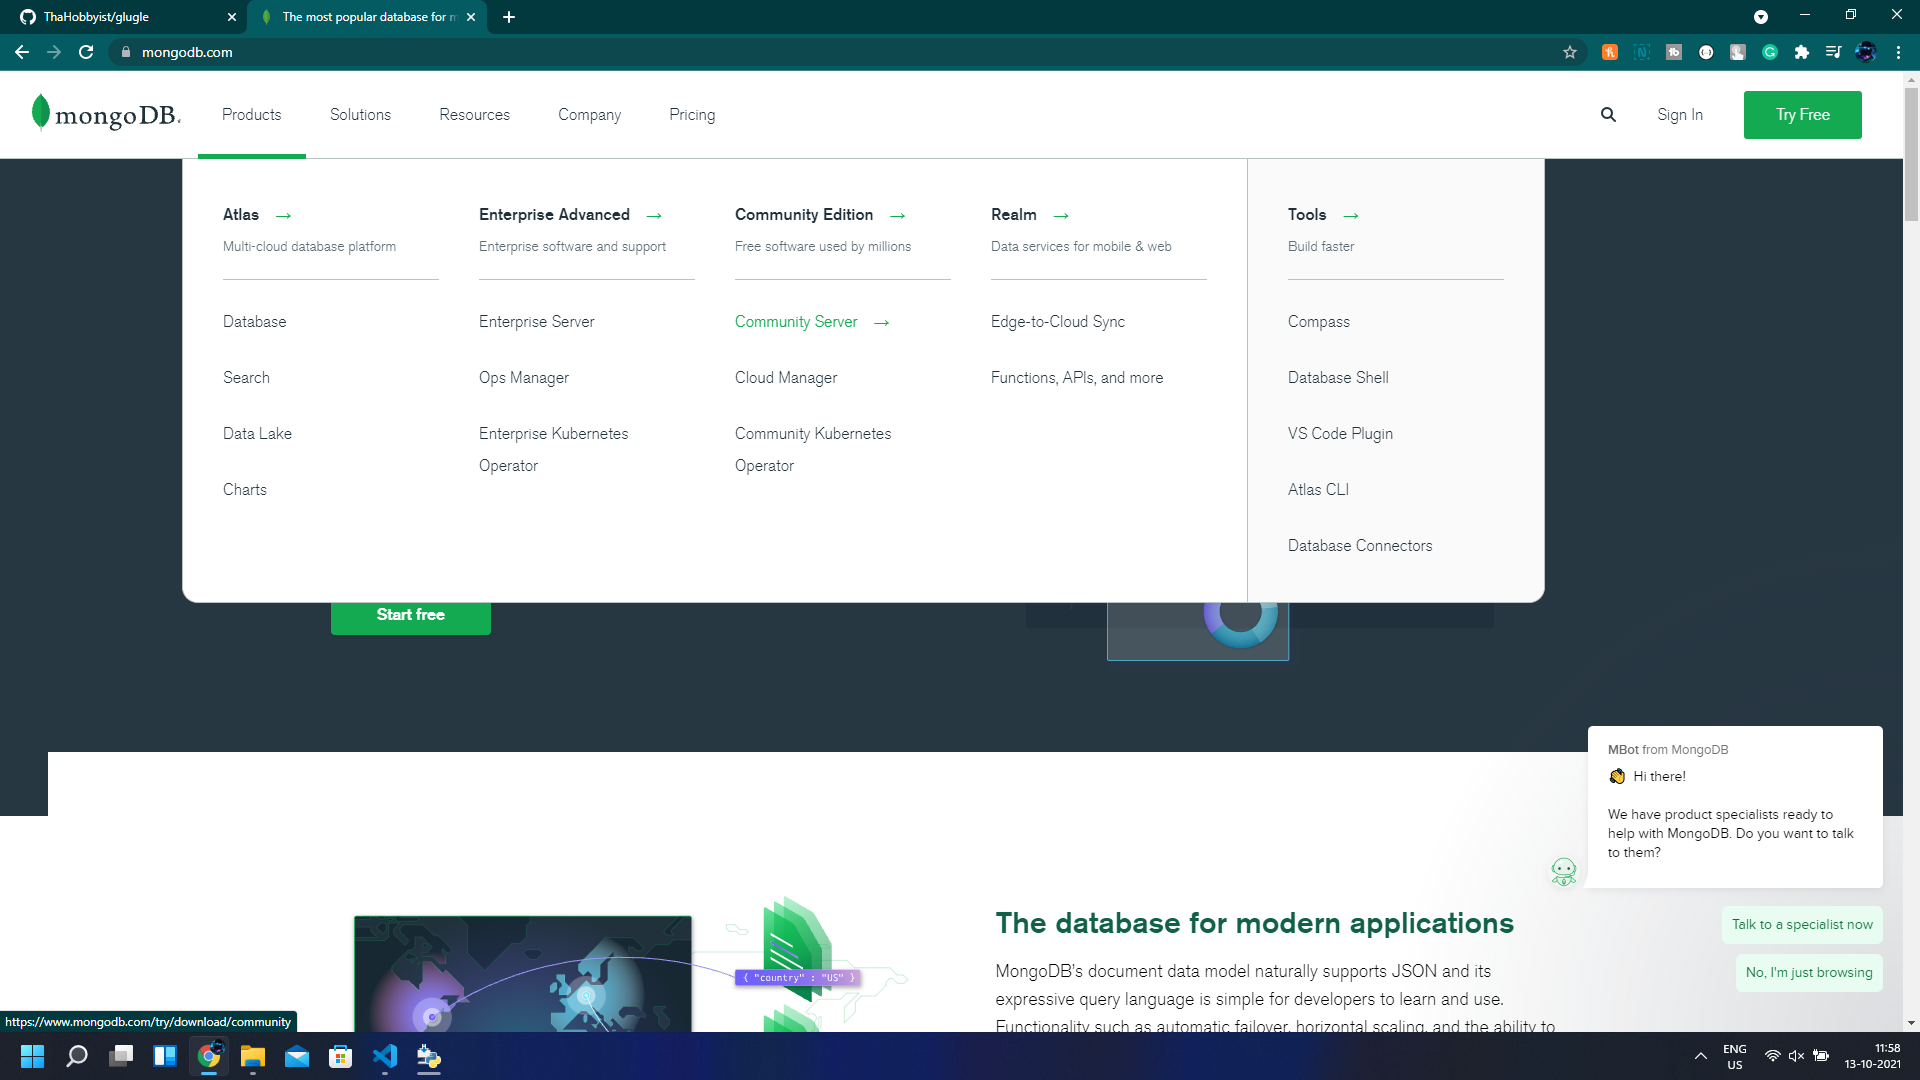 ThaHobbyist/glugle
The most popular database for m
mongodb.com
mongoDB.
Products
Solutions
Resources
Company
Pricing
Sign In
Try Free
Atlas →
Multi-cloud database platform
Database
Search
Data Lake
Charts
Enterprise Advanced →
Enterprise software and support
Enterprise Server
Ops Manager
Enterprise Kubernetes
Operator
Community Edition →
Free software used by millions
Community Server →
Cloud Manager
Community Kubernetes
Operator
Realm →
Data services for mobile & web
Edge-to-Cloud Sync
Functions, APIs, and more
Tools →
Build faster
Compass
Database Shell
VS Code Plugin
Atlas CLI
Database Connectors
Start free
MBot from MongoDB
👋 Hi there!
We have product specialists ready to
help with MongoDB. Do you want to talk
to them?
Talk to a specialist now
No, I'm just browsing
{ "country" : "US" }
The database for modern applications
MongoDB's document data model naturally supports JSON and its
expressive query language is simple for developers to learn and use.
Functionality such as automatic failover, horizontal scaling, and the ability to
https://www.mongodb.com/try/download/community
ENG
US
11:58
13-10-2021